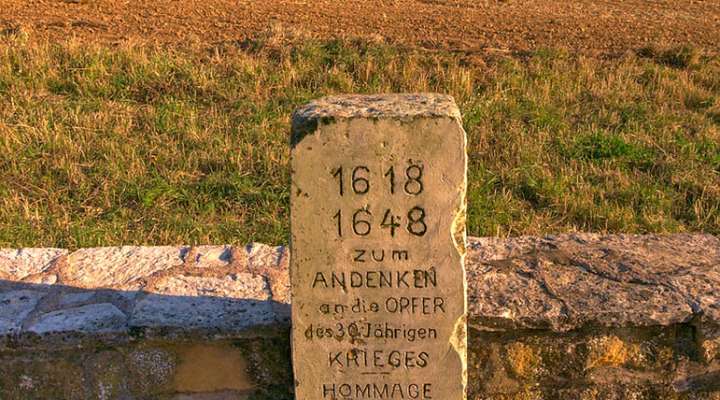 1618
1648
zum
ANDENKEN
an die OPFER
des 30 Jährigen
KRIEGES
—
HOMMAGE